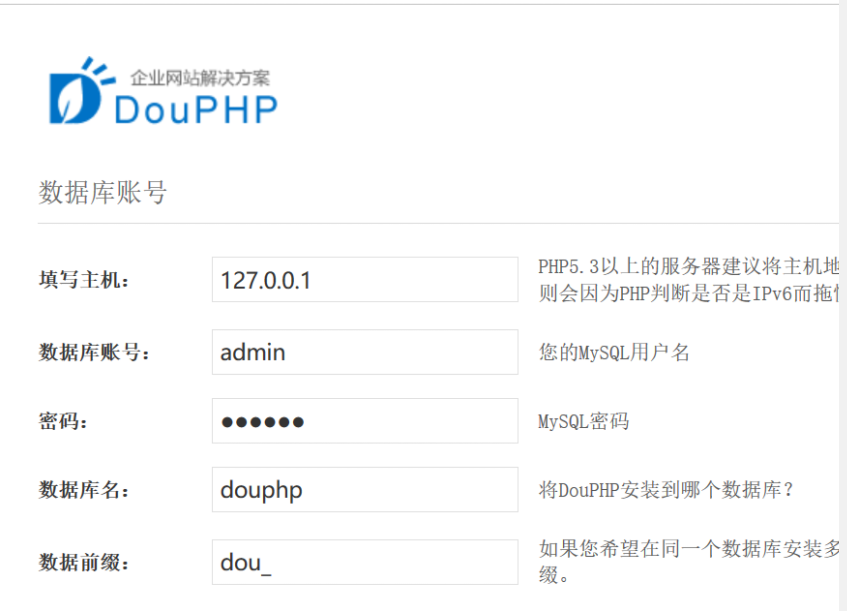 企业网站解决方案
DouPHP
数据库账号
填写主机： 127.0.0.1 PHP5.3以上的服务器建议将主机地
则会因为PHP判断是否是IPv6而拖
数据库账号： admin 您的MySQL用户名
密码： ●●●●●● MySQL密码
数据库名： douphp 将DouPHP安装到哪个数据库？
数据前缀： dou_ 如果您希望在同一个数据库安装多
缀。